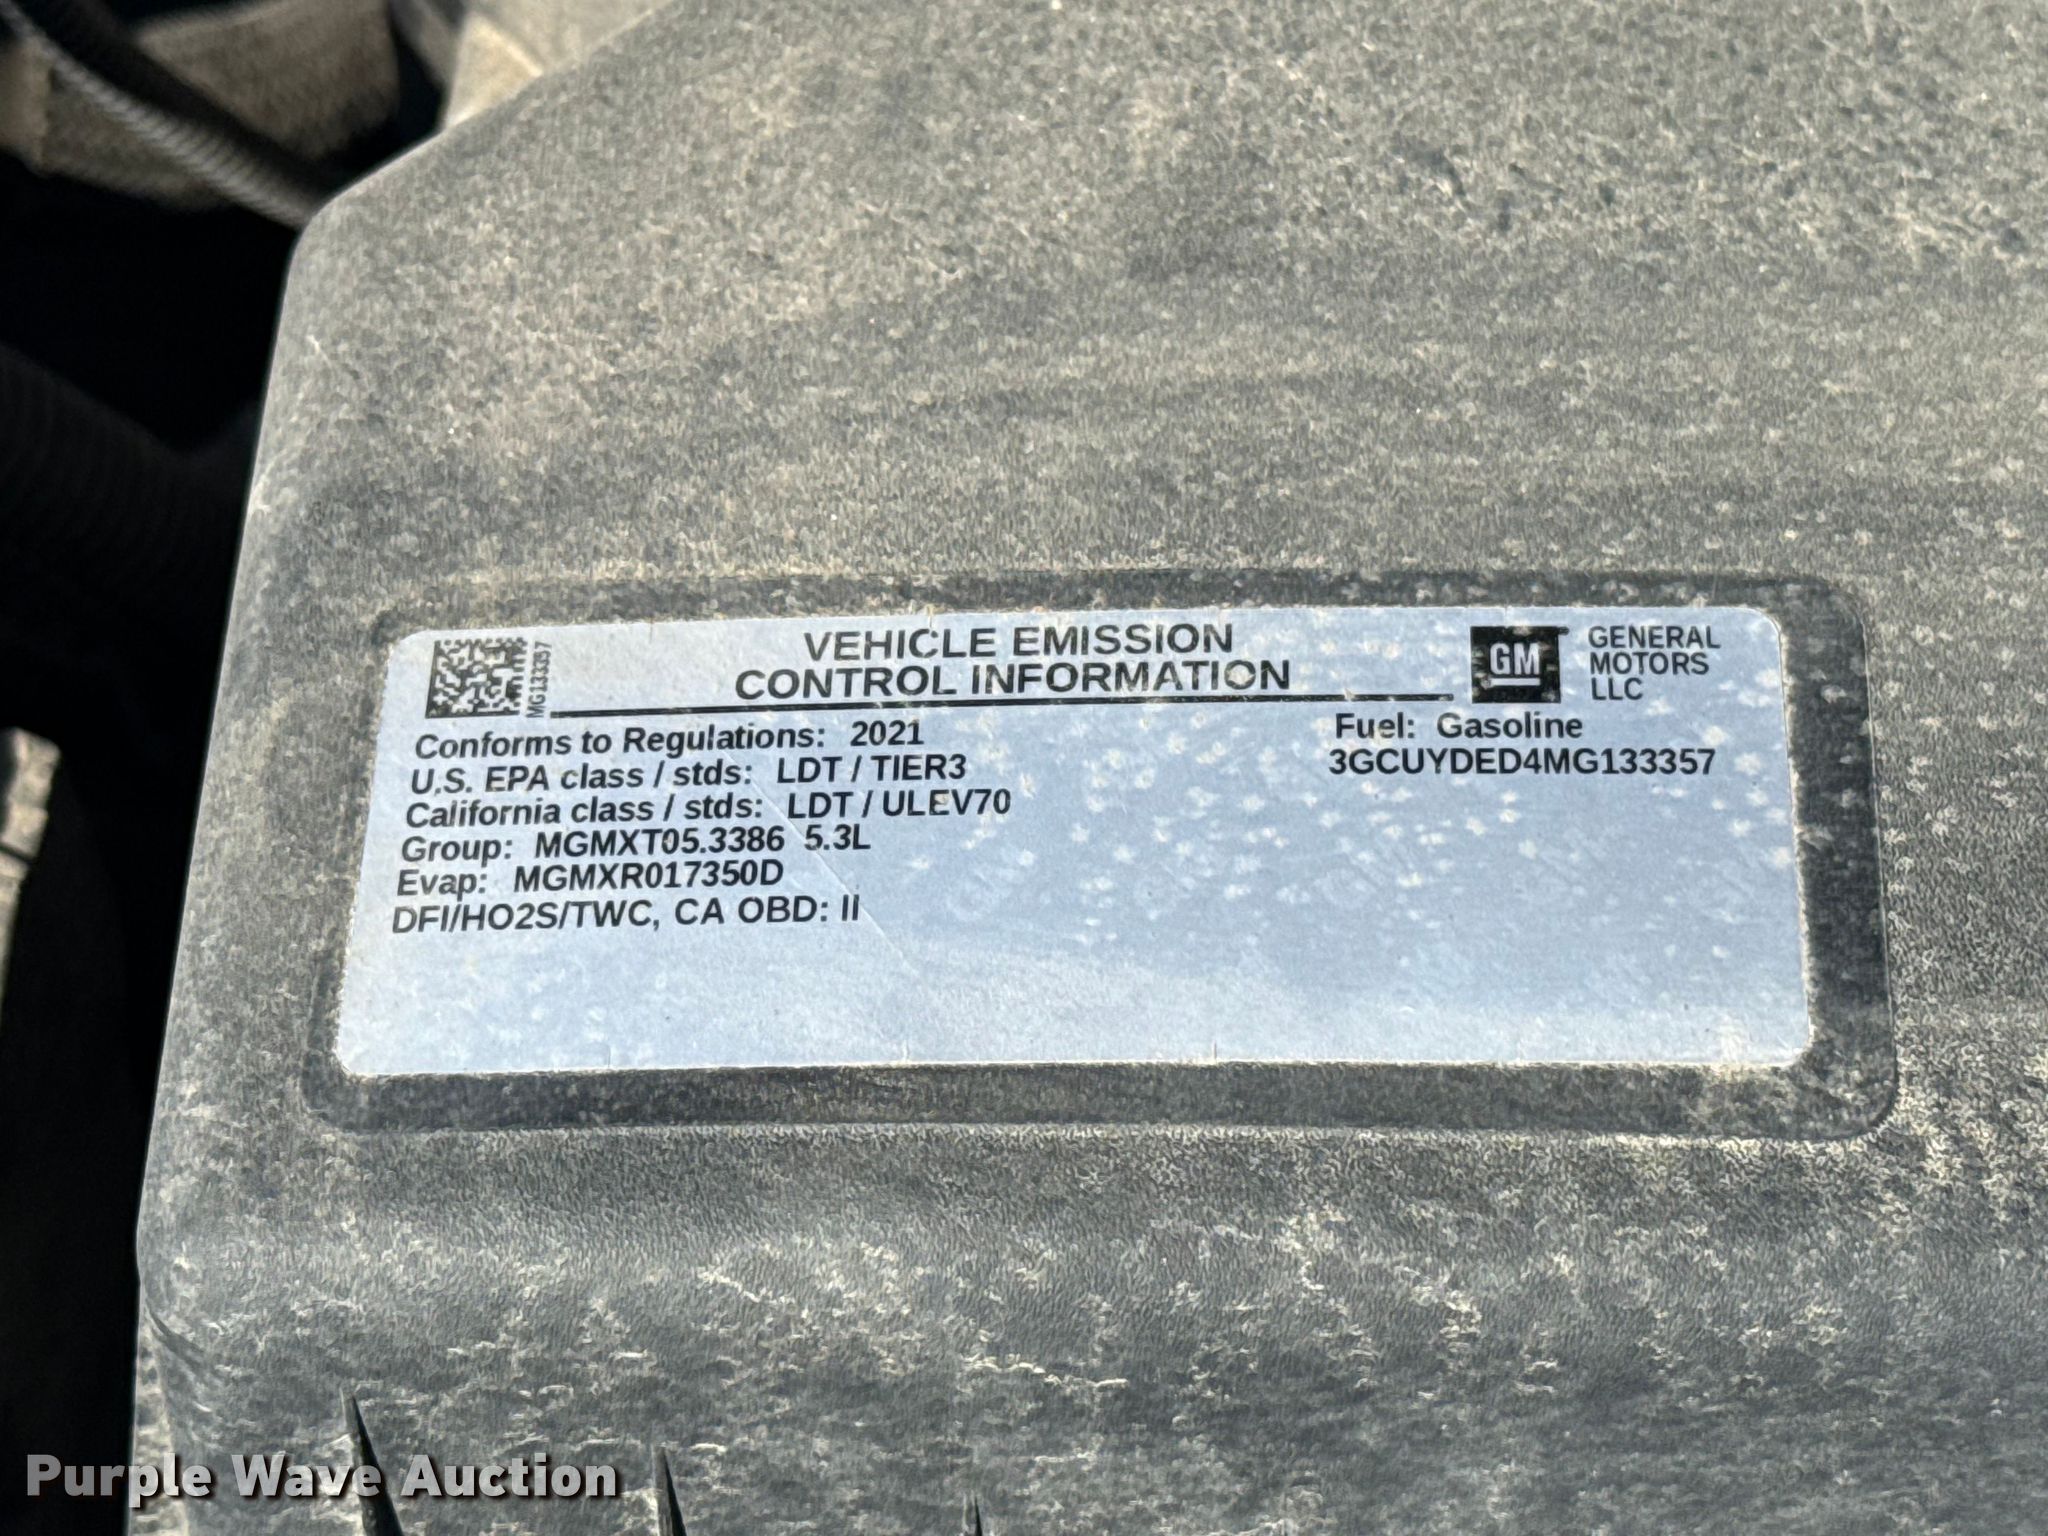 MG133357
VEHICLE EMISSION
CONTROL INFORMATION
GM
GENERAL
MOTORS
LLC
Conforms to Regulations: 2021
U.S. EPA class / stds: LDT / TIER3
California class / stds: LDT / ULEV70
Group: MGMXT05.3386 5.3L
Evap: MGMXR017350D
DFI/HO2S/TWC, CA OBD: II
Fuel: Gasoline
3GCUYDED4MG133357
Purple Wave Auction